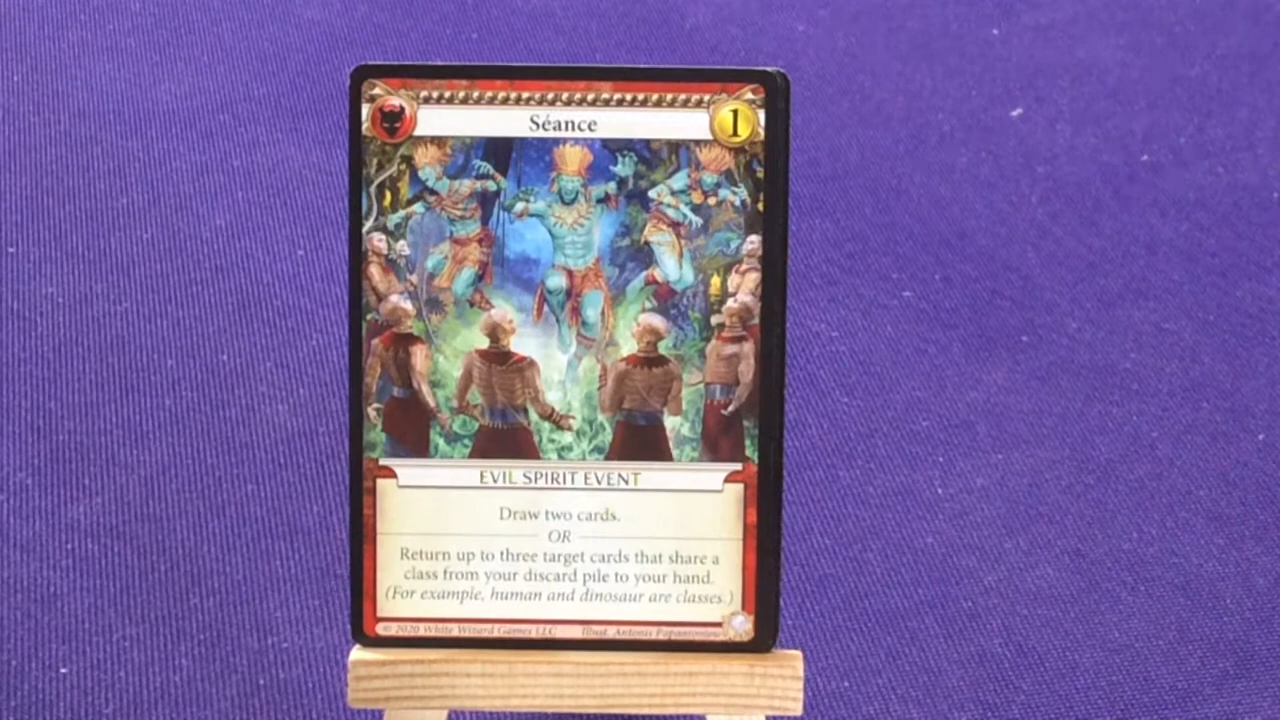 Séance
1
EVIL SPIRIT EVENT
Draw two cards.
OR
Return up to three target cards that share a
class from your discard pile to your hand.
(For example, human and dinosaur are classes.)
© 2020 White Wizard Games LLC Illust. Antonis Papantoniou